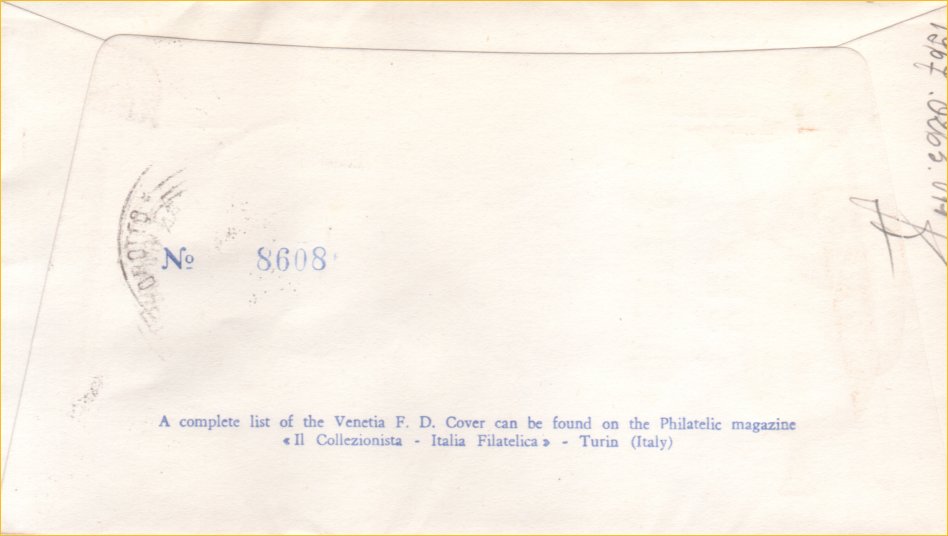 № 8608
A complete list of the Venetia F. D. Cover can be found on the Philatelic magazine
« Il Collezionista - Italia Filatelica » - Turin (Italy)